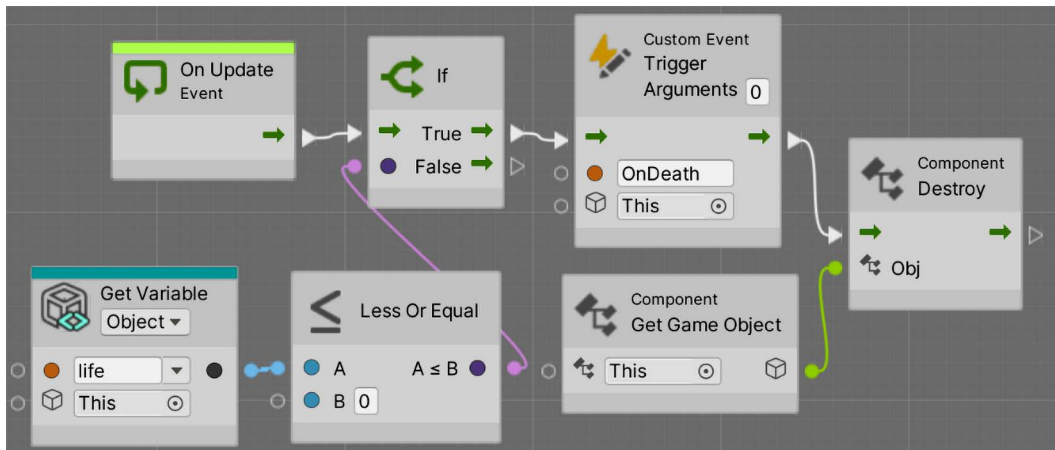 On Update
Event
If
True
False
Custom Event
Trigger
Arguments 0
OnDeath
This
Component
Destroy
Obj
Get Variable
Object
life
This
Less Or Equal
A A ≤ B
B 0
Component
Get Game Object
This